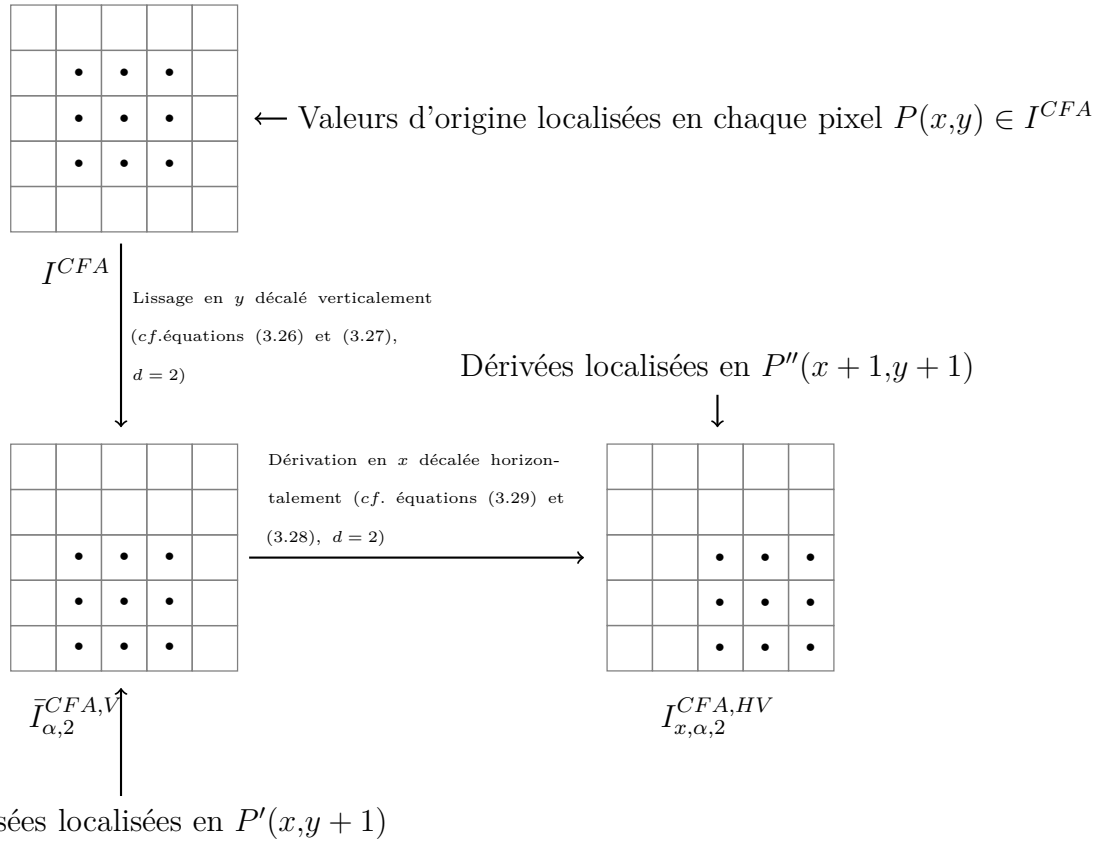 Valeurs d'origine localisées en chaque pixel P(x,y) ∈ I^{CFA}
I^{CFA}
Lissage en y décalé verticalement
(cf.équations (3.26) et (3.27),
d = 2)
Dérivées localisées en P''(x + 1,y + 1)
Dérivation en x décalée horizon-
talement (cf. équations (3.29) et
(3.28), d = 2)
Ī^{CFA,V}_{α,2}
I^{CFA,HV}_{x,α,2}
sées localisées en P'(x,y + 1)